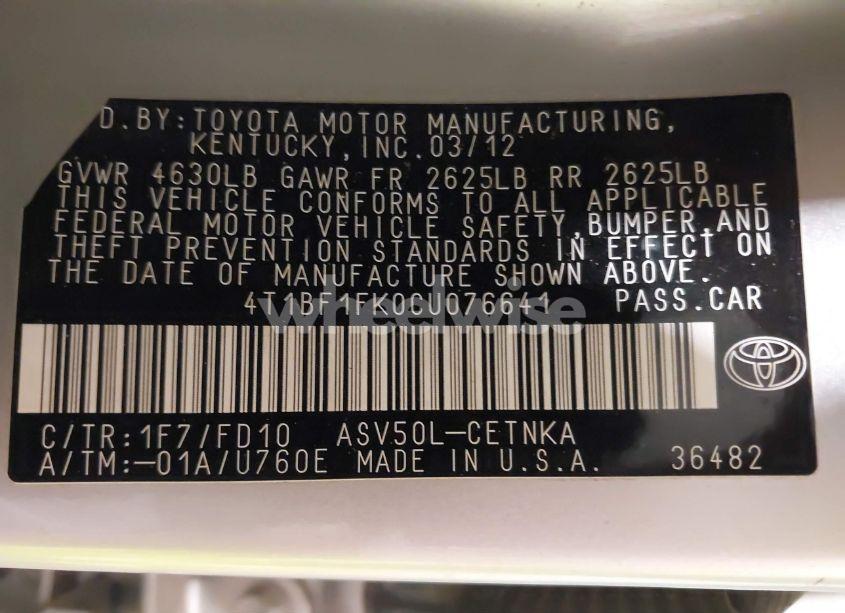 D. BY: TOYOTA MOTOR MANUFACTURING,
KENTUCKY, INC. 03/12
GVWR 4630LB GAWR FR 2625LB RR 2625LB
THIS VEHICLE CONFORMS TO ALL APPLICABLE
FEDERAL MOTOR VEHICLE SAFETY, BUMPER, AND
THEFT PREVENTION STANDARDS IN EFFECT ON
THE DATE OF MANUFACTURE SHOWN ABOVE.
4T1BF1FK0CU076641 PASS.CAR
wheelwise
C/TR: 1F7/FD10 ASV50L-CETNKA
A/TM: -01A/U760E MADE IN U.S.A. 36482